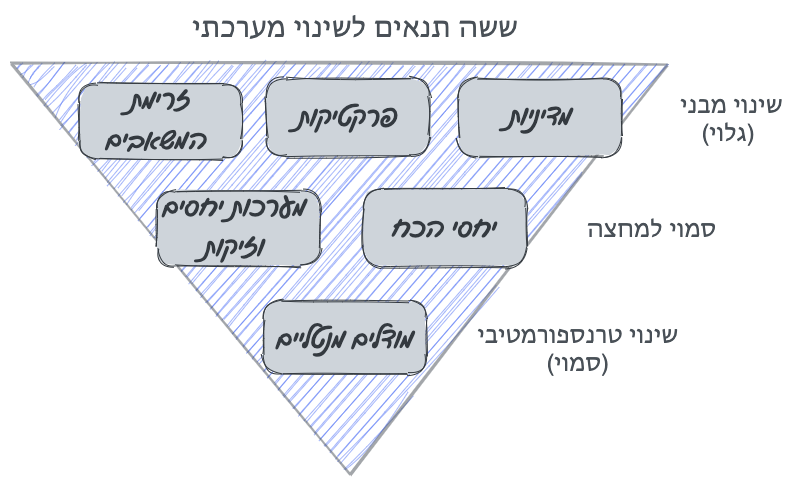 ששה תנאים לשינוי מערכתי
מדיניות
פרקטיקות
זרימת
המשאבים
שינוי מבני
(גלוי)
יחסי הכח
מערכות יחסים
וזיקות
סמוי למחצה
מודלים מנטליים
שינוי טרנספורמטיבי
(סמוי)